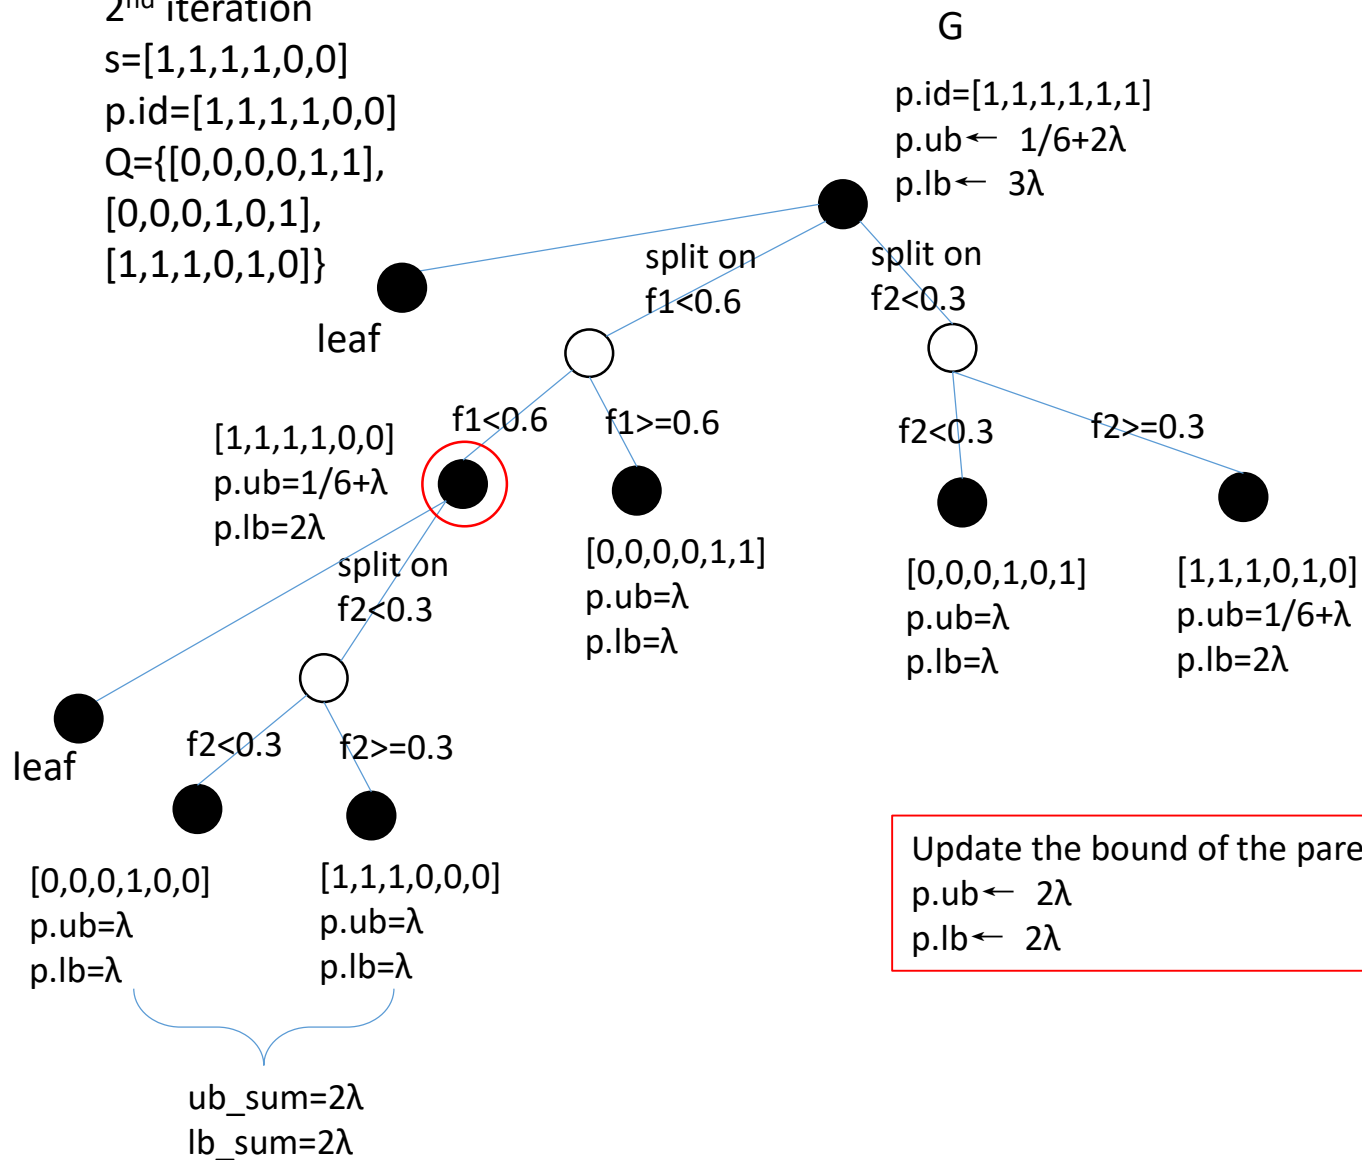 2nd iteration
s=[1,1,1,1,0,0]
p.id=[1,1,1,1,0,0]
Q={[0,0,0,0,1,1],
[0,0,0,1,0,1],
[1,1,1,0,1,0]}
G
p.id=[1,1,1,1,1,1]
p.ub← 1/6+2λ
p.lb← 3λ
leaf
split on
f1<0.6
split on
f2<0.3
f1<0.6
f1>=0.6
f2<0.3
f2>=0.3
[1,1,1,1,0,0]
p.ub=1/6+λ
p.lb=2λ
[0,0,0,0,1,1]
p.ub=λ
p.lb=λ
[0,0,0,1,0,1]
p.ub=λ
p.lb=λ
[1,1,1,0,1,0]
p.ub=1/6+λ
p.lb=2λ
split on
f2<0.3
leaf
f2<0.3
f2>=0.3
[0,0,0,1,0,0]
p.ub=λ
p.lb=λ
[1,1,1,0,0,0]
p.ub=λ
p.lb=λ
ub_sum=2λ
lb_sum=2λ
Update the bound of the pare
p.ub← 2λ
p.lb← 2λ